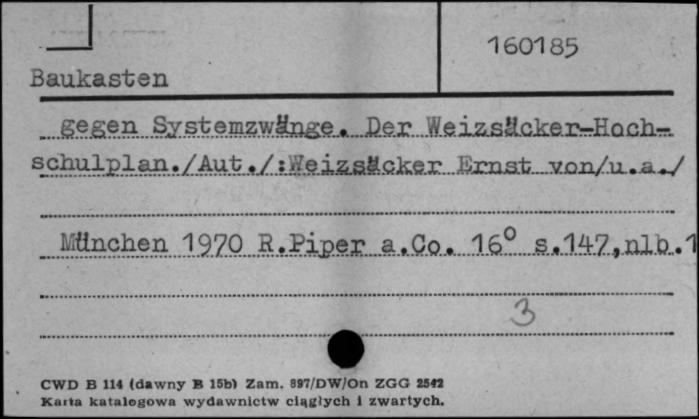 160185
Baukasten
gegen Systemzwänge. Der Weizsäcker-Hoch-
schulplan./Aut./:Weizsäcker Ernst von/u.a./
München 1970 R.Piper a.Co. 16° s.147,nlb.1
3
CWD B 114 (dawny B 15b) Zam. 897/DW/On ZGG 2542
Karta katalogowa wydawnictw ciągłych i zwartych.